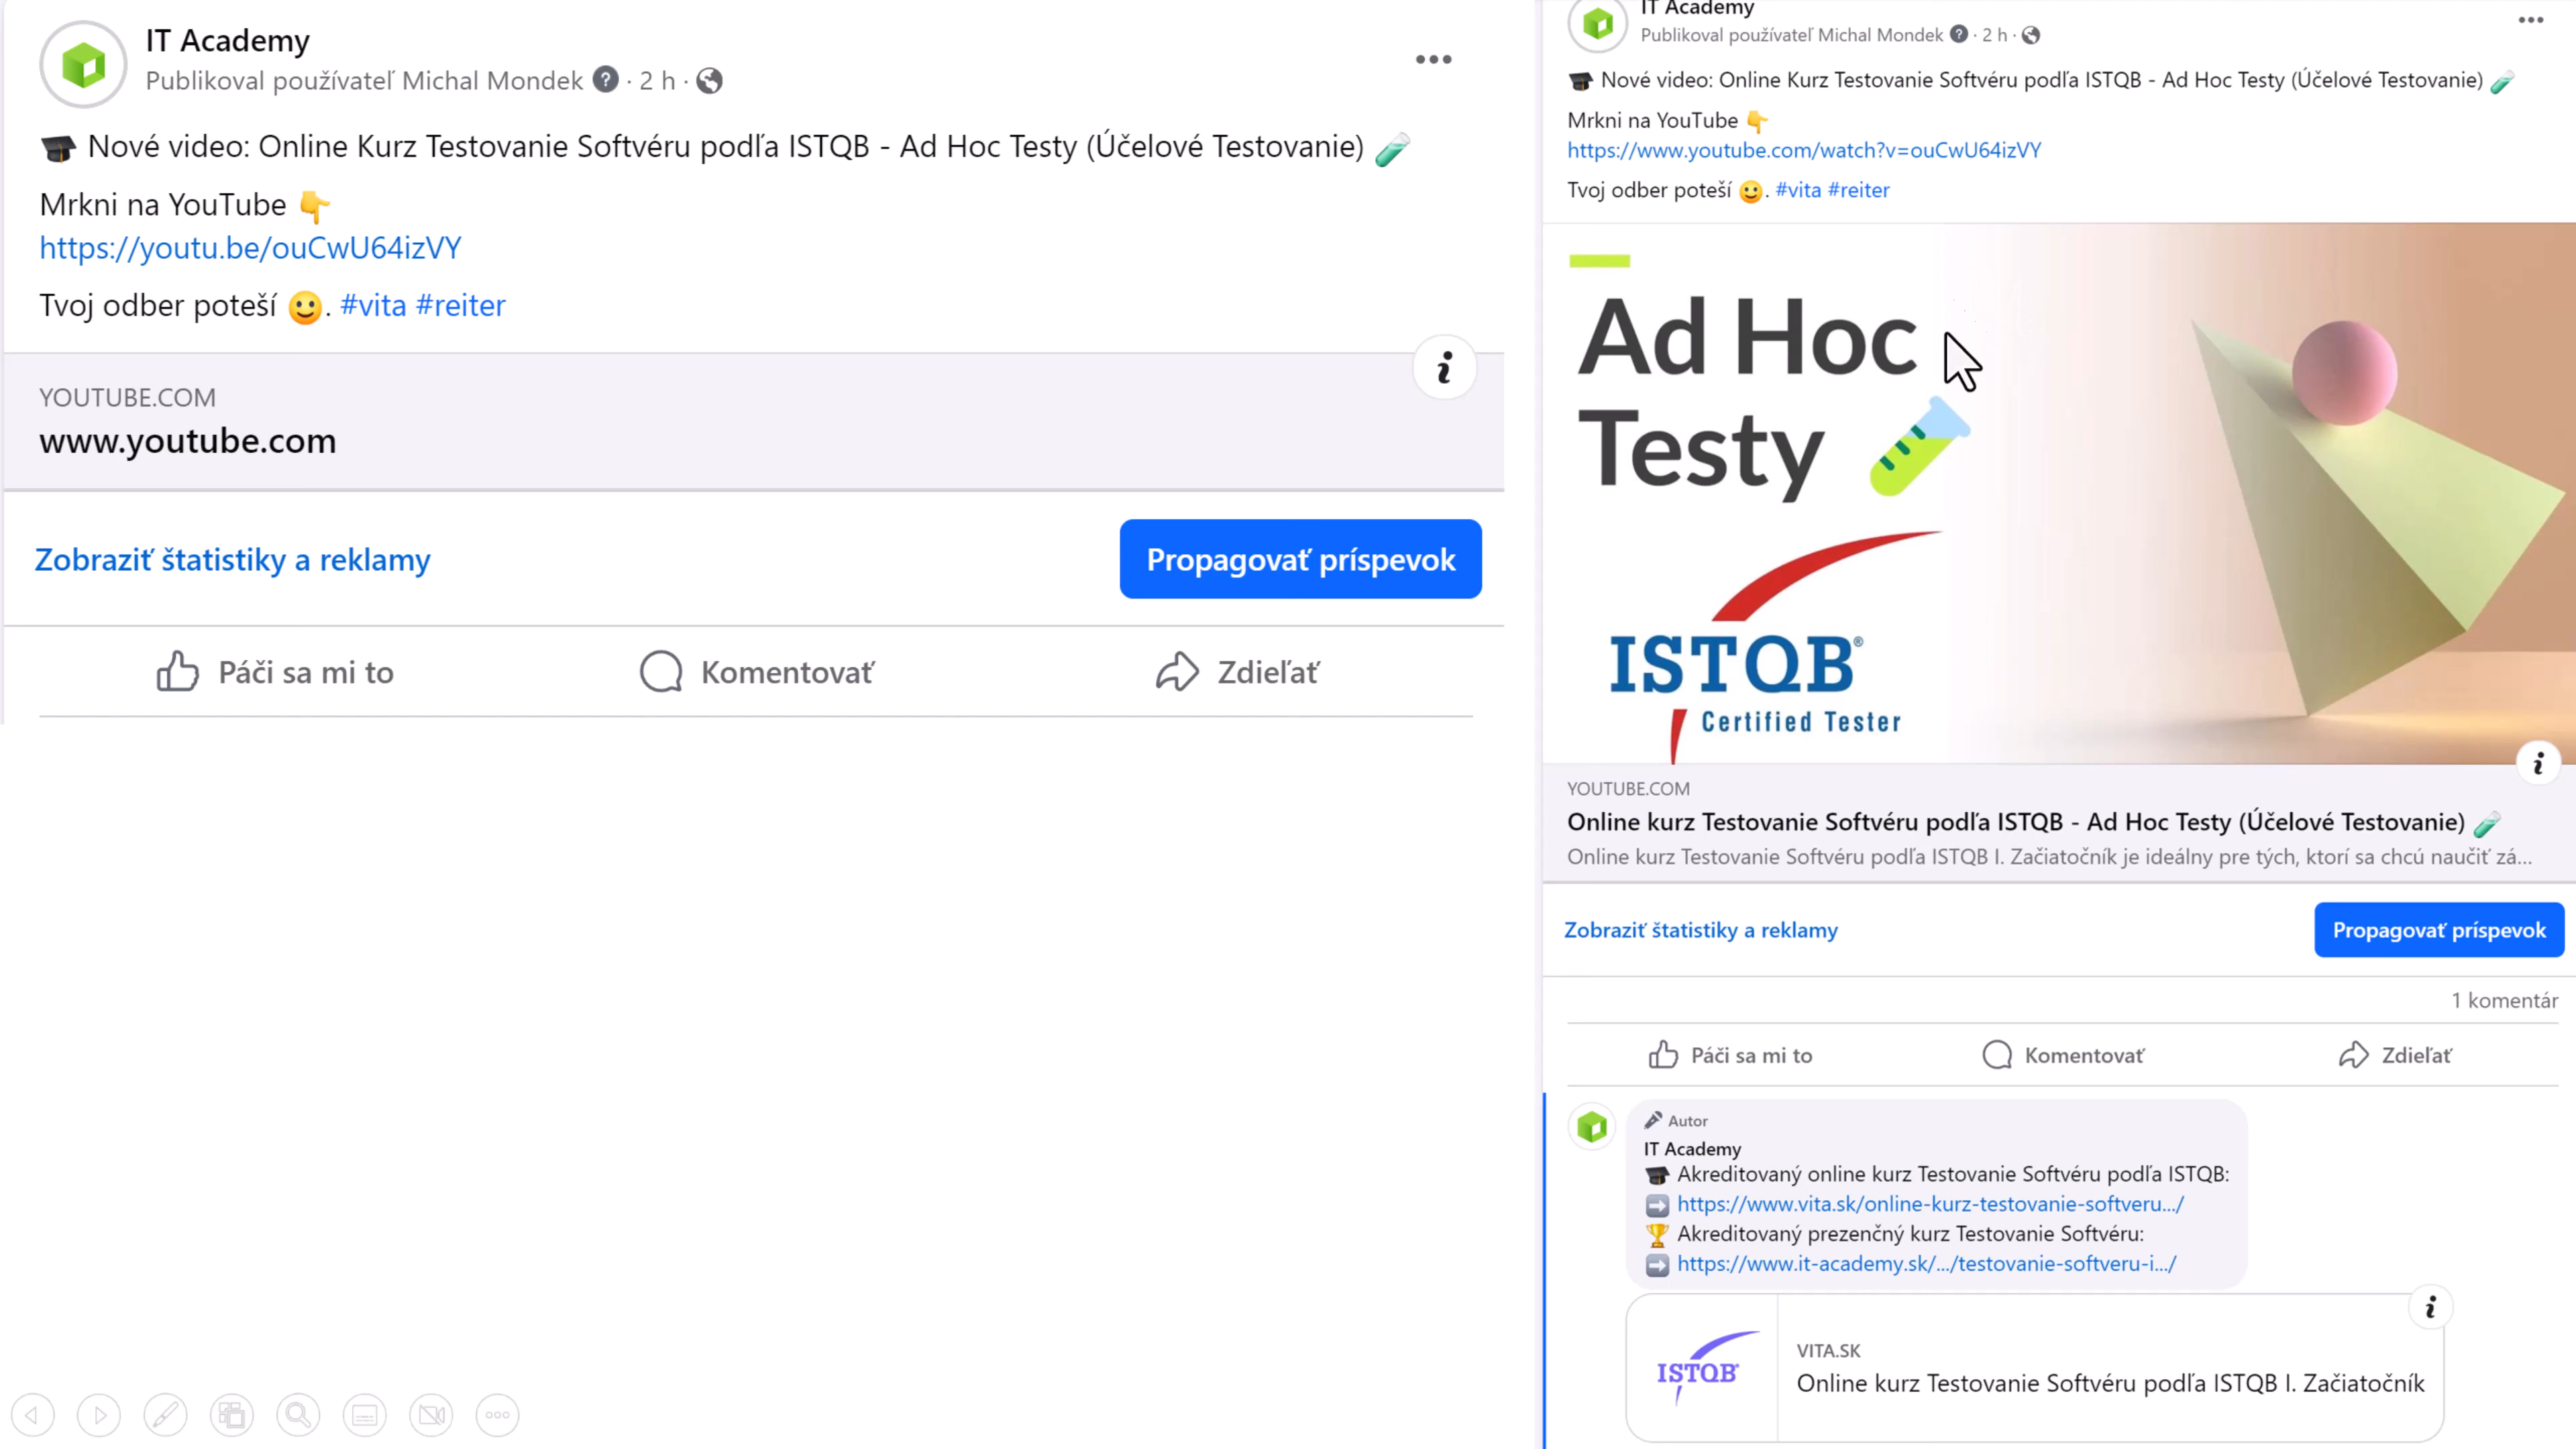 IT Academy
Publikoval používateľ Michal Mondek · 2 h ·
🎓 Nové video: Online Kurz Testovanie Softvéru podľa ISTQB - Ad Hoc Testy (Účelové Testovanie) 🧪
Mrkni na YouTube 👇
https://youtu.be/ouCwU64izVY
Tvoj odber poteší 🙂. #vita #reiter
YOUTUBE.COM
www.youtube.com
Zobraziť štatistiky a reklamy
Propagovať príspevok
Páči sa mi to
Komentovať
Zdieľať
IT Academy
Publikoval používateľ Michal Mondek · 2 h ·
🎓 Nové video: Online Kurz Testovanie Softvéru podľa ISTQB - Ad Hoc Testy (Účelové Testovanie) 🧪
Mrkni na YouTube 👇
https://www.youtube.com/watch?v=ouCwU64izVY
Tvoj odber poteší 🙂. #vita #reiter
Ad Hoc
Testy
ISTQB®
Certified Tester
YOUTUBE.COM
Online kurz Testovanie Softvéru podľa ISTQB - Ad Hoc Testy (Účelové Testovanie) 🧪
Online kurz Testovanie Softvéru podľa ISTQB I. Začiatočník je ideálny pre tých, ktorí sa chcú naučiť zá...
Zobraziť štatistiky a reklamy
Propagovať príspevok
1 komentár
Páči sa mi to
Komentovať
Zdieľať
Autor
IT Academy
🎓 Akreditovaný online kurz Testovanie Softvéru podľa ISTQB:
➡️ https://www.vita.sk/online-kurz-testovanie-softveru.../
🏆 Akreditovaný prezenčný kurz Testovanie Softvéru:
➡️ https://www.it-academy.sk/.../testovanie-softveru-i.../
ISTQB®
VITA.SK
Online kurz Testovanie Softvéru podľa ISTQB I. Začiatočník